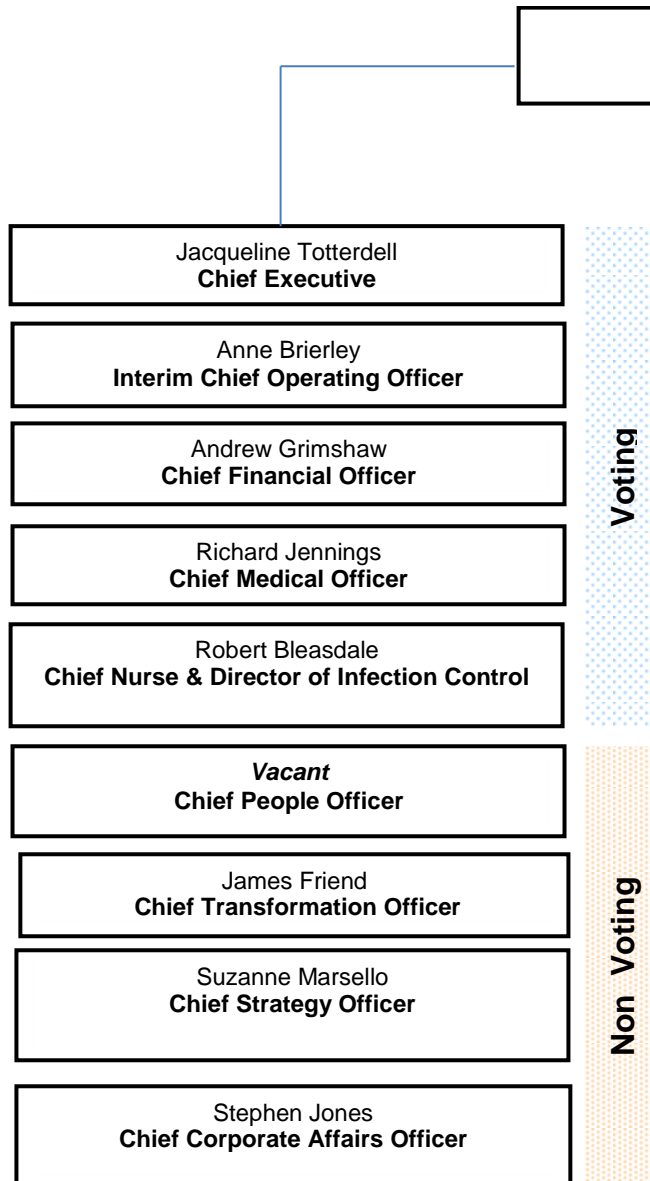 Jacqueline Totterdell
Chief Executive
Anne Brierley
Interim Chief Operating Officer
Andrew Grimshaw
Chief Financial Officer
Richard Jennings
Chief Medical Officer
Robert Bleasdale
Chief Nurse & Director of Infection Control
Voting
Vacant
Chief People Officer
James Friend
Chief Transformation Officer
Suzanne Marsello
Chief Strategy Officer
Stephen Jones
Chief Corporate Affairs Officer
Non Voting